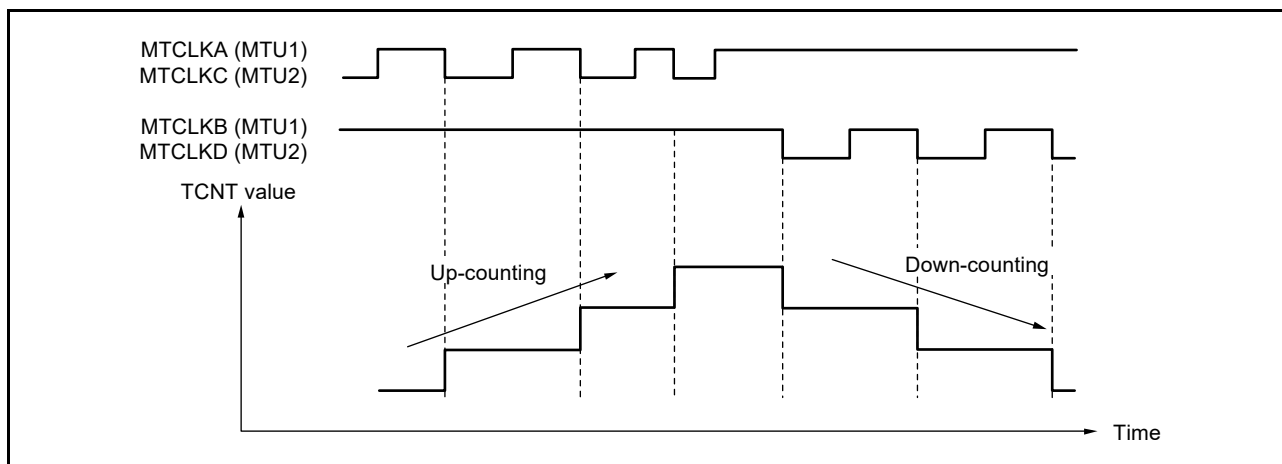 MTCLKA (MTU1)
MTCLKC (MTU2)
MTCLKB (MTU1)
MTCLKD (MTU2)
TCNT value
Up-counting
Down-counting
Time